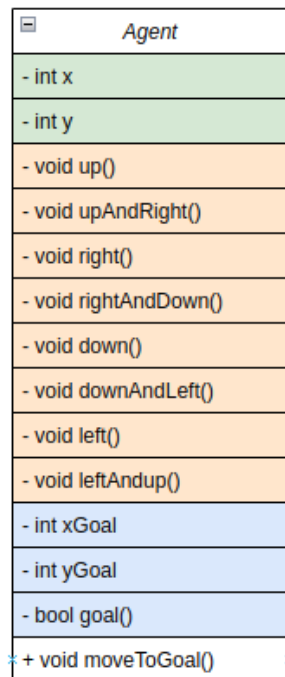 Agent
- int x
- int y
- void up()
- void upAndRight()
- void right()
- void rightAndDown()
- void down()
- void downAndLeft()
- void left()
- void leftAndup()
- int xGoal
- int yGoal
- bool goal()
+ void moveToGoal()